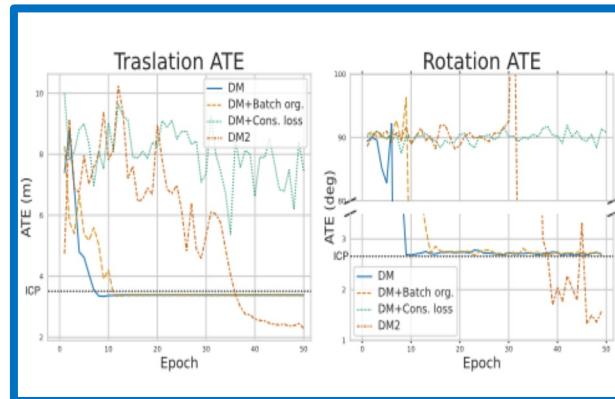 Traslation ATE
Rotation ATE
ATE (m)
10
8
6
4
2
ICP
DM
DM+Batch org.
DM+Cons. loss
DM2
0
10
20
30
40
50
Epoch
ATE (deg)
100
90
80
3
2
1
ICP
DM
DM+Batch org.
DM+Cons. loss
DM2
0
10
20
30
40
50
Epoch